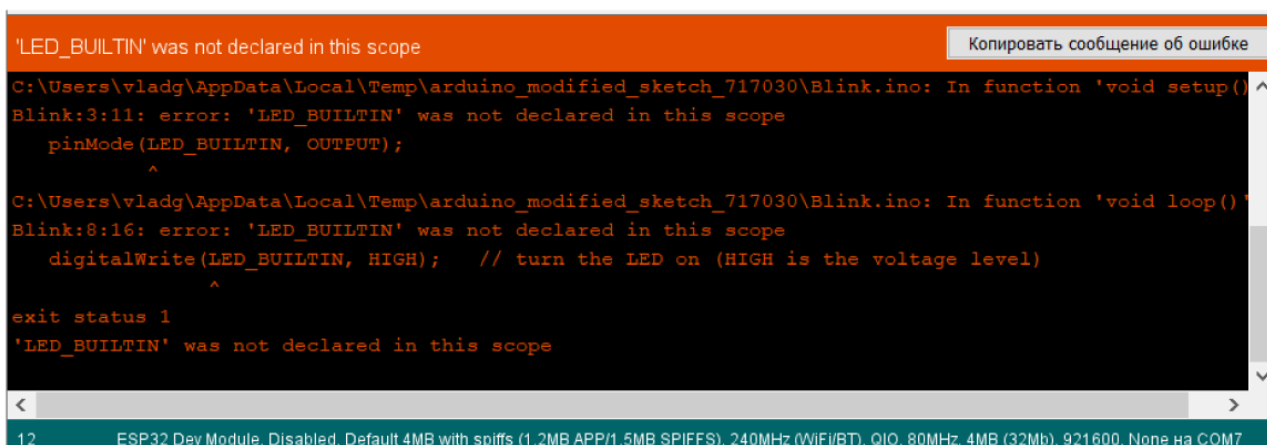 'LED_BUILTIN' was not declared in this scope
Копировать сообщение об ошибке
C:\Users\vladg\AppData\Local\Temp\arduino_modified_sketch_717030\Blink.ino: In function 'void setup()
Blink:3:11: error: 'LED_BUILTIN' was not declared in this scope
pinMode(LED_BUILTIN, OUTPUT);
^
C:\Users\vladg\AppData\Local\Temp\arduino_modified_sketch_717030\Blink.ino: In function 'void loop()'
Blink:8:16: error: 'LED_BUILTIN' was not declared in this scope
digitalWrite(LED_BUILTIN, HIGH);   // turn the LED on (HIGH is the voltage level)
^
exit status 1
'LED_BUILTIN' was not declared in this scope
12 ESP32 Dev Module, Disabled, Default 4MB with spiffs (1.2MB APP/1.5MB SPIFFS), 240MHz (WiFi/BT), QIO, 80MHz, 4MB (32Mb), 921600, None на COM7